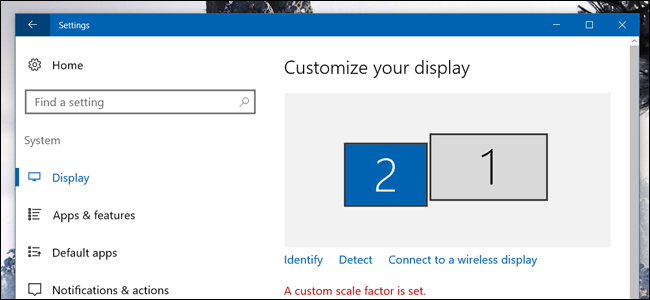 Settings
Home
Customize your display
Find a setting
System
2 1
Display
Apps & features
Default apps
Identify Detect Connect to a wireless display
Notifications & actions
A custom scale factor is set.